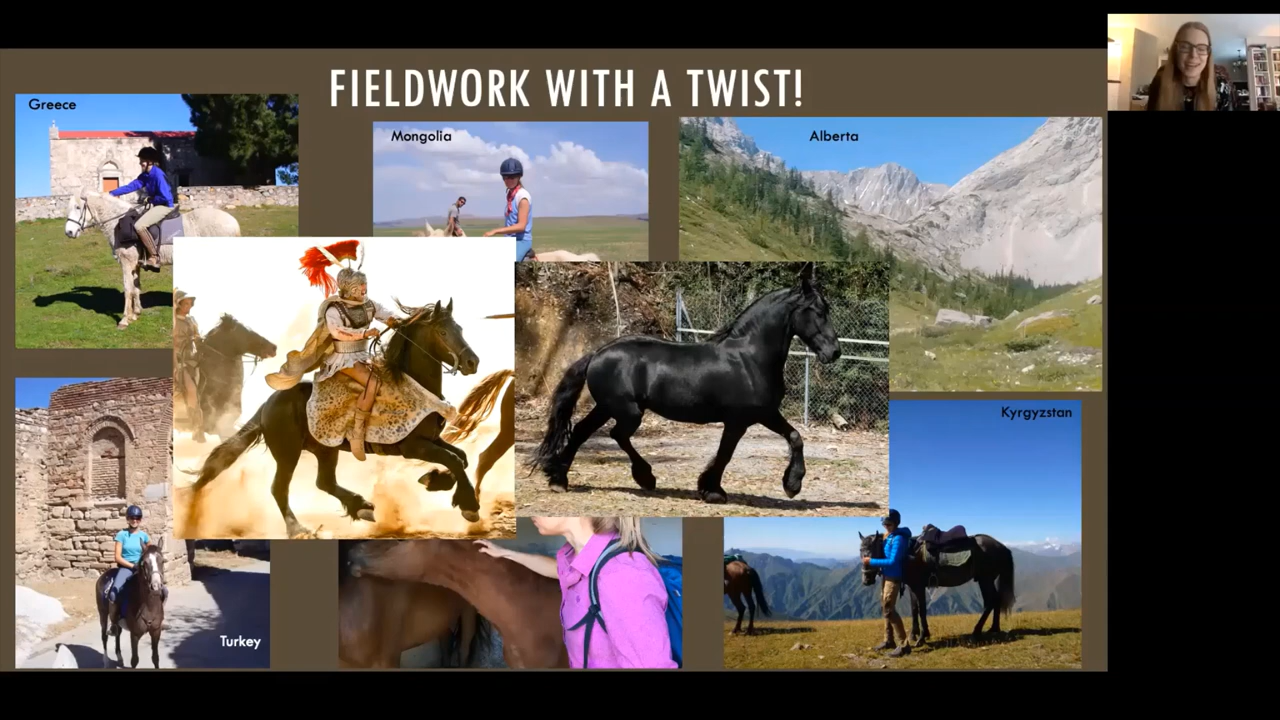 FIELDWORK WITH A TWIST!
Greece
Mongolia
Alberta
Kyrgyzstan
Turkey